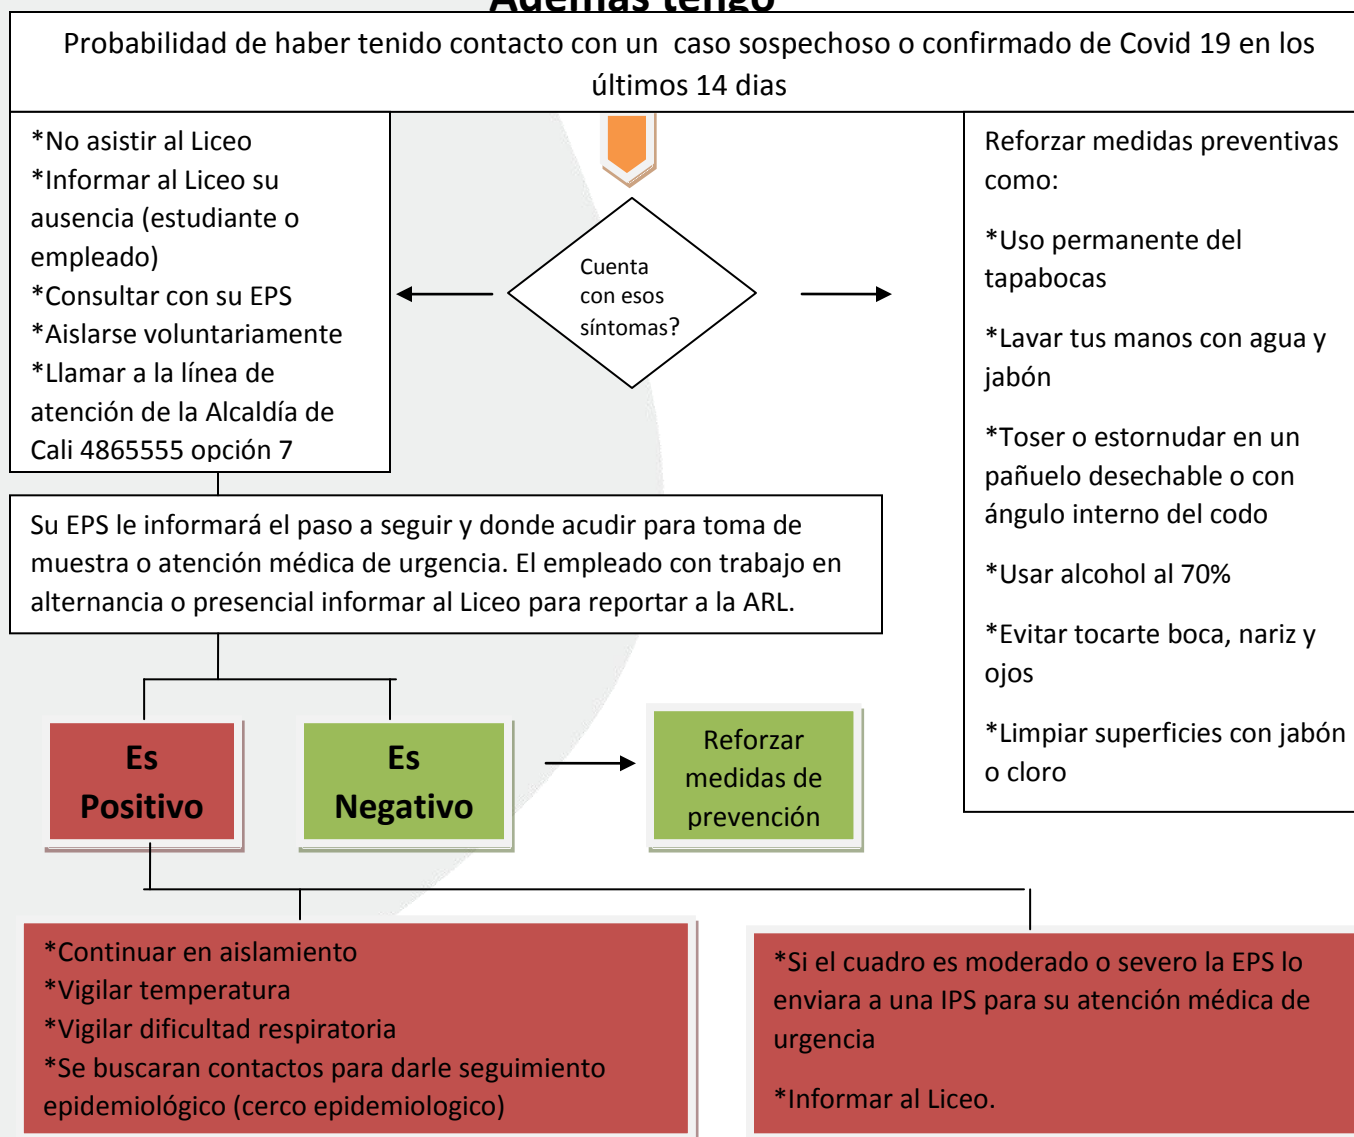 Además tengo
Probabilidad de haber tenido contacto con un caso sospechoso o confirmado de Covid 19 en los
últimos 14 dias
*No asistir al Liceo
*Informar al Liceo su
ausencia (estudiante o
empleado)
*Consultar con su EPS
*Aislarse voluntariamente
*Llamar a la línea de
atención de la Alcaldía de
Cali 4865555 opción 7
Cuenta
con esos
síntomas?
Reforzar medidas preventivas
como:
*Uso permanente del
tapabocas
*Lavar tus manos con agua y
jabón
*Toser o estornudar en un
pañuelo desechable o con
ángulo interno del codo
*Usar alcohol al 70%
*Evitar tocarte boca, nariz y
ojos
*Limpiar superficies con jabón
o cloro
Su EPS le informará el paso a seguir y donde acudir para toma de
muestra o atención médica de urgencia. El empleado con trabajo en
alternancia o presencial informar al Liceo para reportar a la ARL.
Es
Positivo
Es
Negativo
Reforzar
medidas de
prevención
*Continuar en aislamiento
*Vigilar temperatura
*Vigilar dificultad respiratoria
*Se buscaran contactos para darle seguimiento
epidemiológico (cerco epidemiologico)
*Si el cuadro es moderado o severo la EPS lo
enviara a una IPS para su atención médica de
urgencia
*Informar al Liceo.